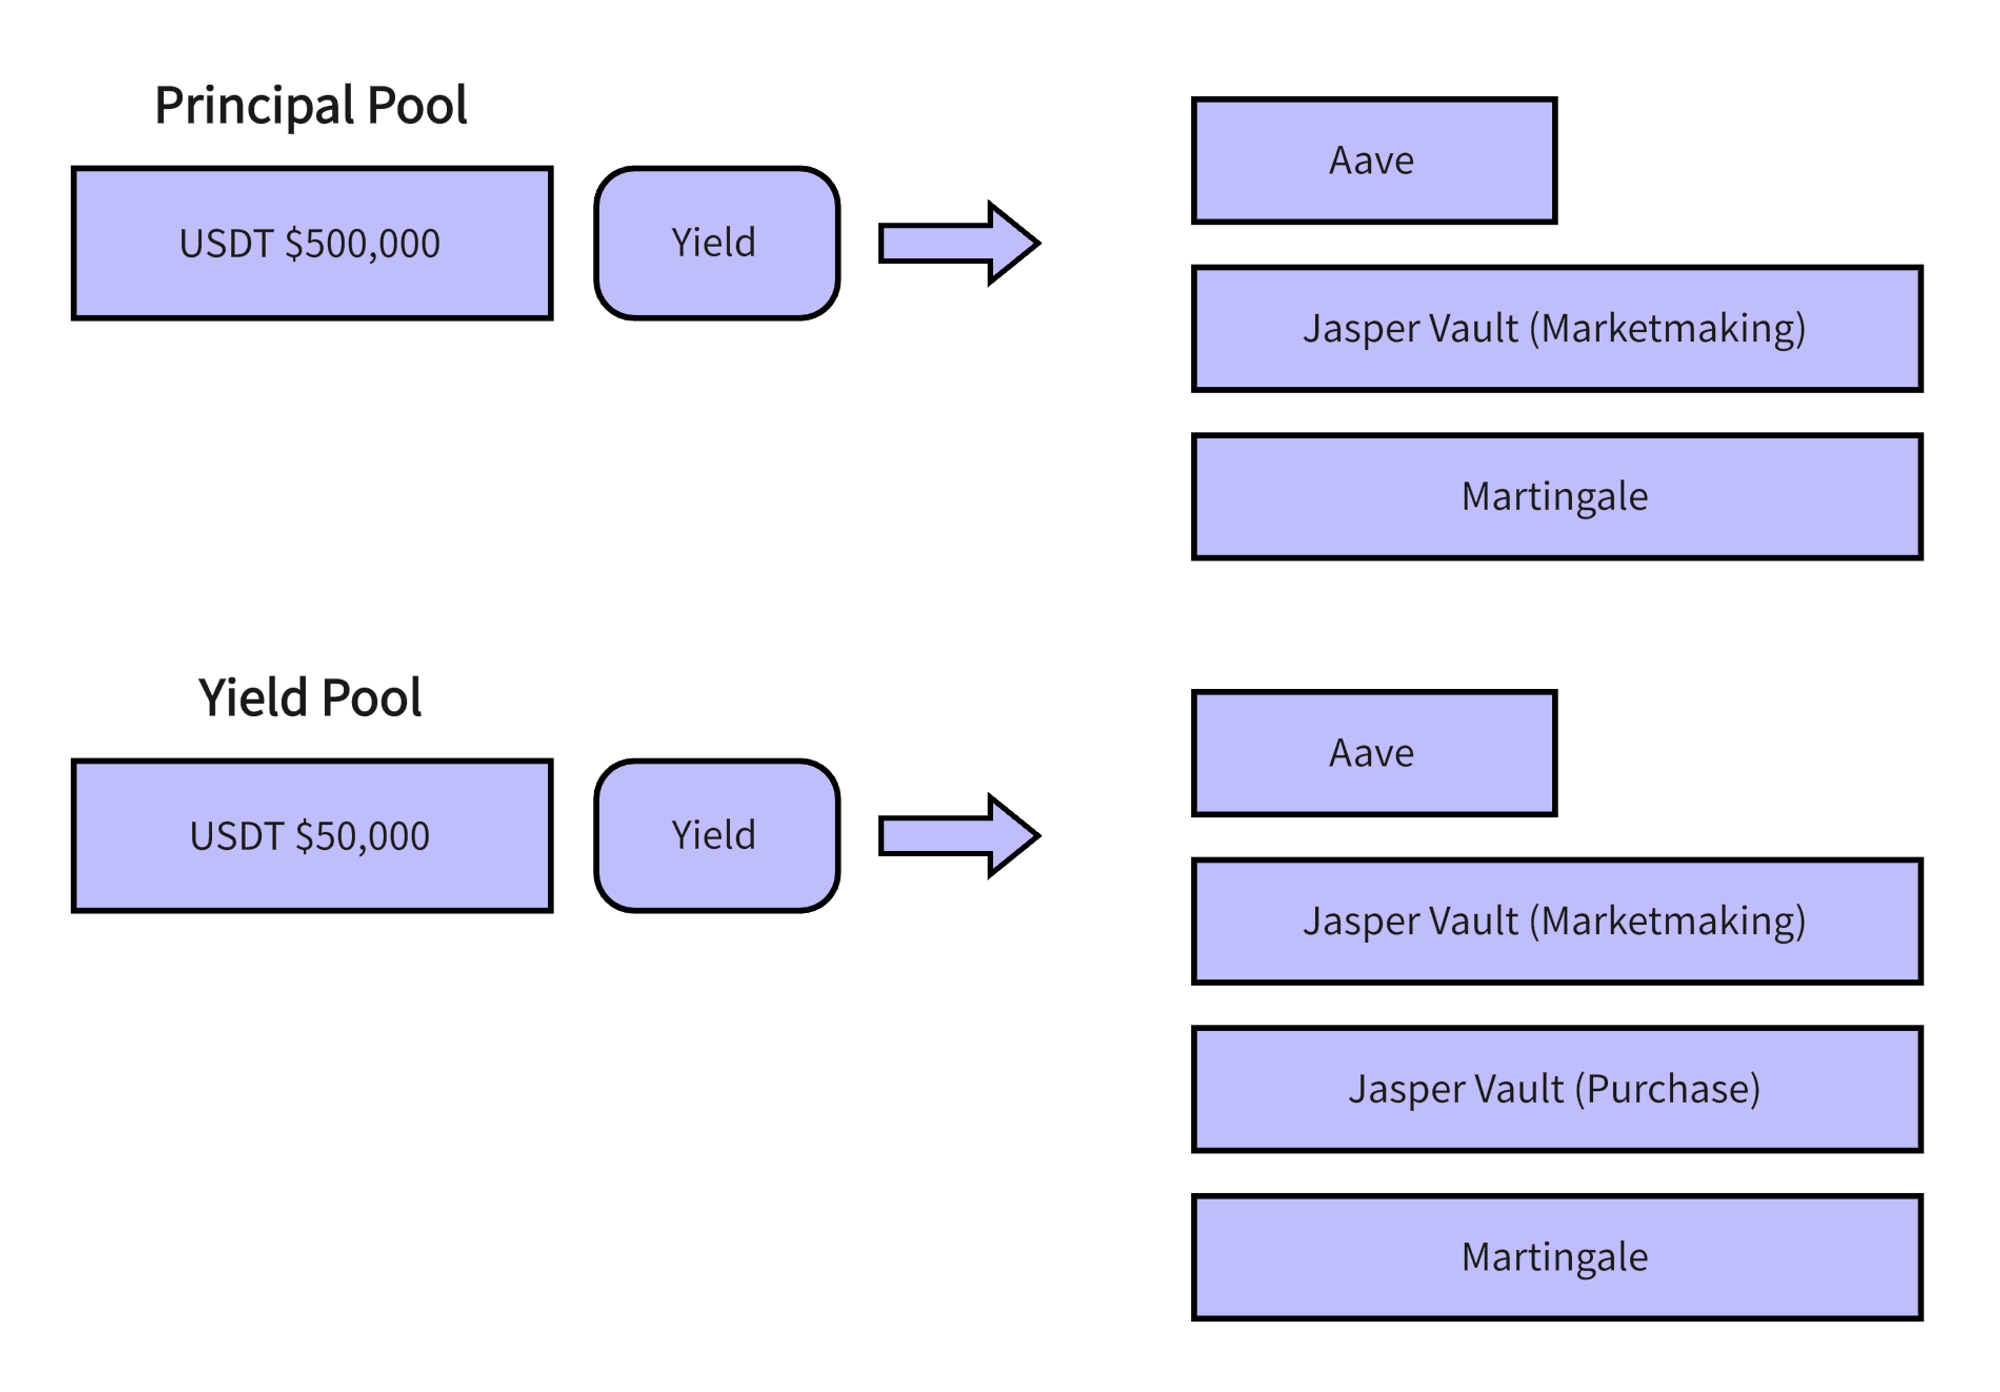 Principal Pool
USDT $500,000
Yield
Aave
Jasper Vault (Marketmaking)
Martingale
Yield Pool
USDT $50,000
Yield
Aave
Jasper Vault (Marketmaking)
Jasper Vault (Purchase)
Martingale